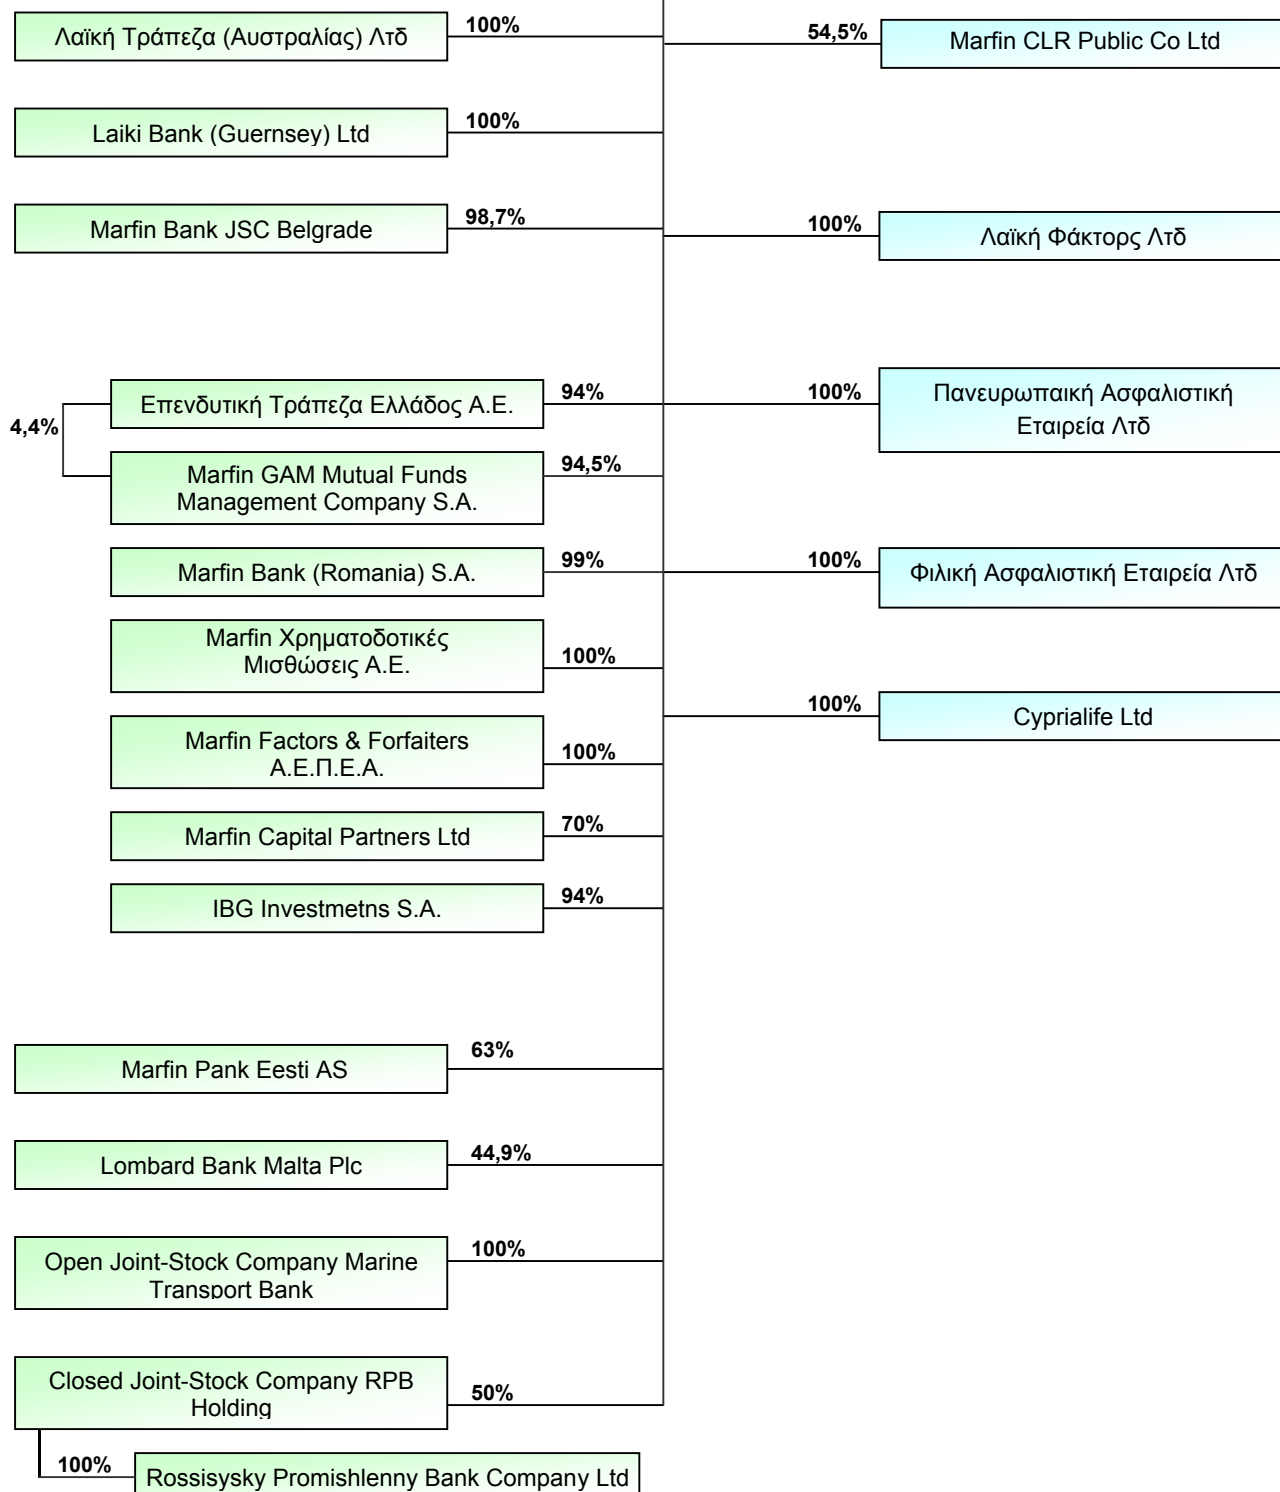 Λαϊκή Τράπεζα (Αυστραλίας) Λτδ
100%
54,5%
Marfin CLR Public Co Ltd
Laiki Bank (Guernsey) Ltd
100%
Marfin Bank JSC Belgrade
98,7%
100%
Λαϊκή Φάκτορς Λτδ
4,4%
Επενδυτική Τράπεζα Ελλάδος Α.Ε.
94%
100%
Πανευρωπαική Ασφαλιστική
Εταιρεία Λτδ
Marfin GAM Mutual Funds
Management Company S.A.
94,5%
Marfin Bank (Romania) S.A.
99%
100%
Φιλική Ασφαλιστική Εταιρεία Λτδ
Marfin Χρηματοδοτικές
Μισθώσεις Α.Ε.
100%
100%
Cyprialife Ltd
Marfin Factors & Forfaiters
Α.Ε.Π.Ε.Α.
100%
Marfin Capital Partners Ltd
70%
IBG Investmetns S.A.
94%
Marfin Pank Eesti AS
63%
Lombard Bank Malta Plc
44,9%
Open Joint-Stock Company Marine
Transport Bank
100%
Closed Joint-Stock Company RPB
Holding
50%
100%
Rossisysky Promishlenny Bank Company Ltd